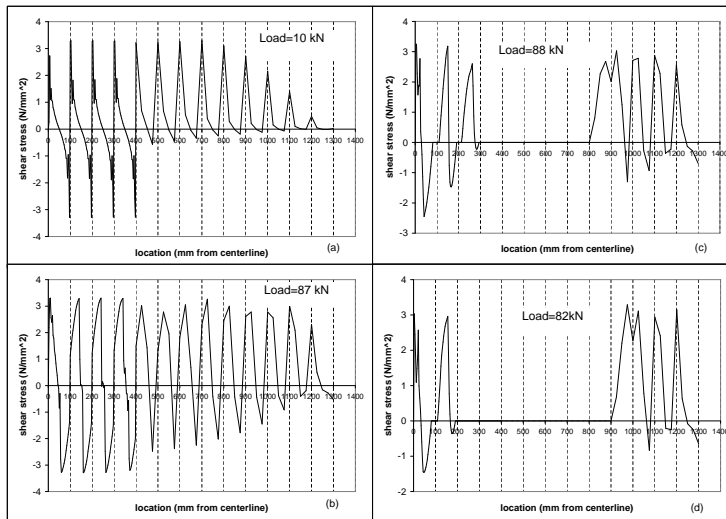 4
3
2
1
0
-1
-2
-3
-4
0 100 200 300 400 500 600 700 800 900 1000 1100 1200 1300 1400
shear stress (N/mm^2)
location (mm from centerline)
Load=10 kN
(a)
4
3
2
1
0
-1
-2
-3
0 100 200 300 400 500 600 700 800 900 1000 1100 1200 1300 1400
shear stress (N/mm^2)
location (mm from centerline)
Load=88 kN
(c)
4
3
2
1
0
-1
-2
-3
-4
0 100 200 300 400 500 600 700 800 900 1000 1100 1200 1300 1400
shear stress (N/mm^2)
location (mm from centerline)
Load=87 kN
(b)
4
3
2
1
0
-1
-2
0 100 200 300 400 500 600 700 800 900 1000 1100 1200 1300 1400
shear stress (N/mm^2)
location (mm from centerline)
Load=82kN
(d)